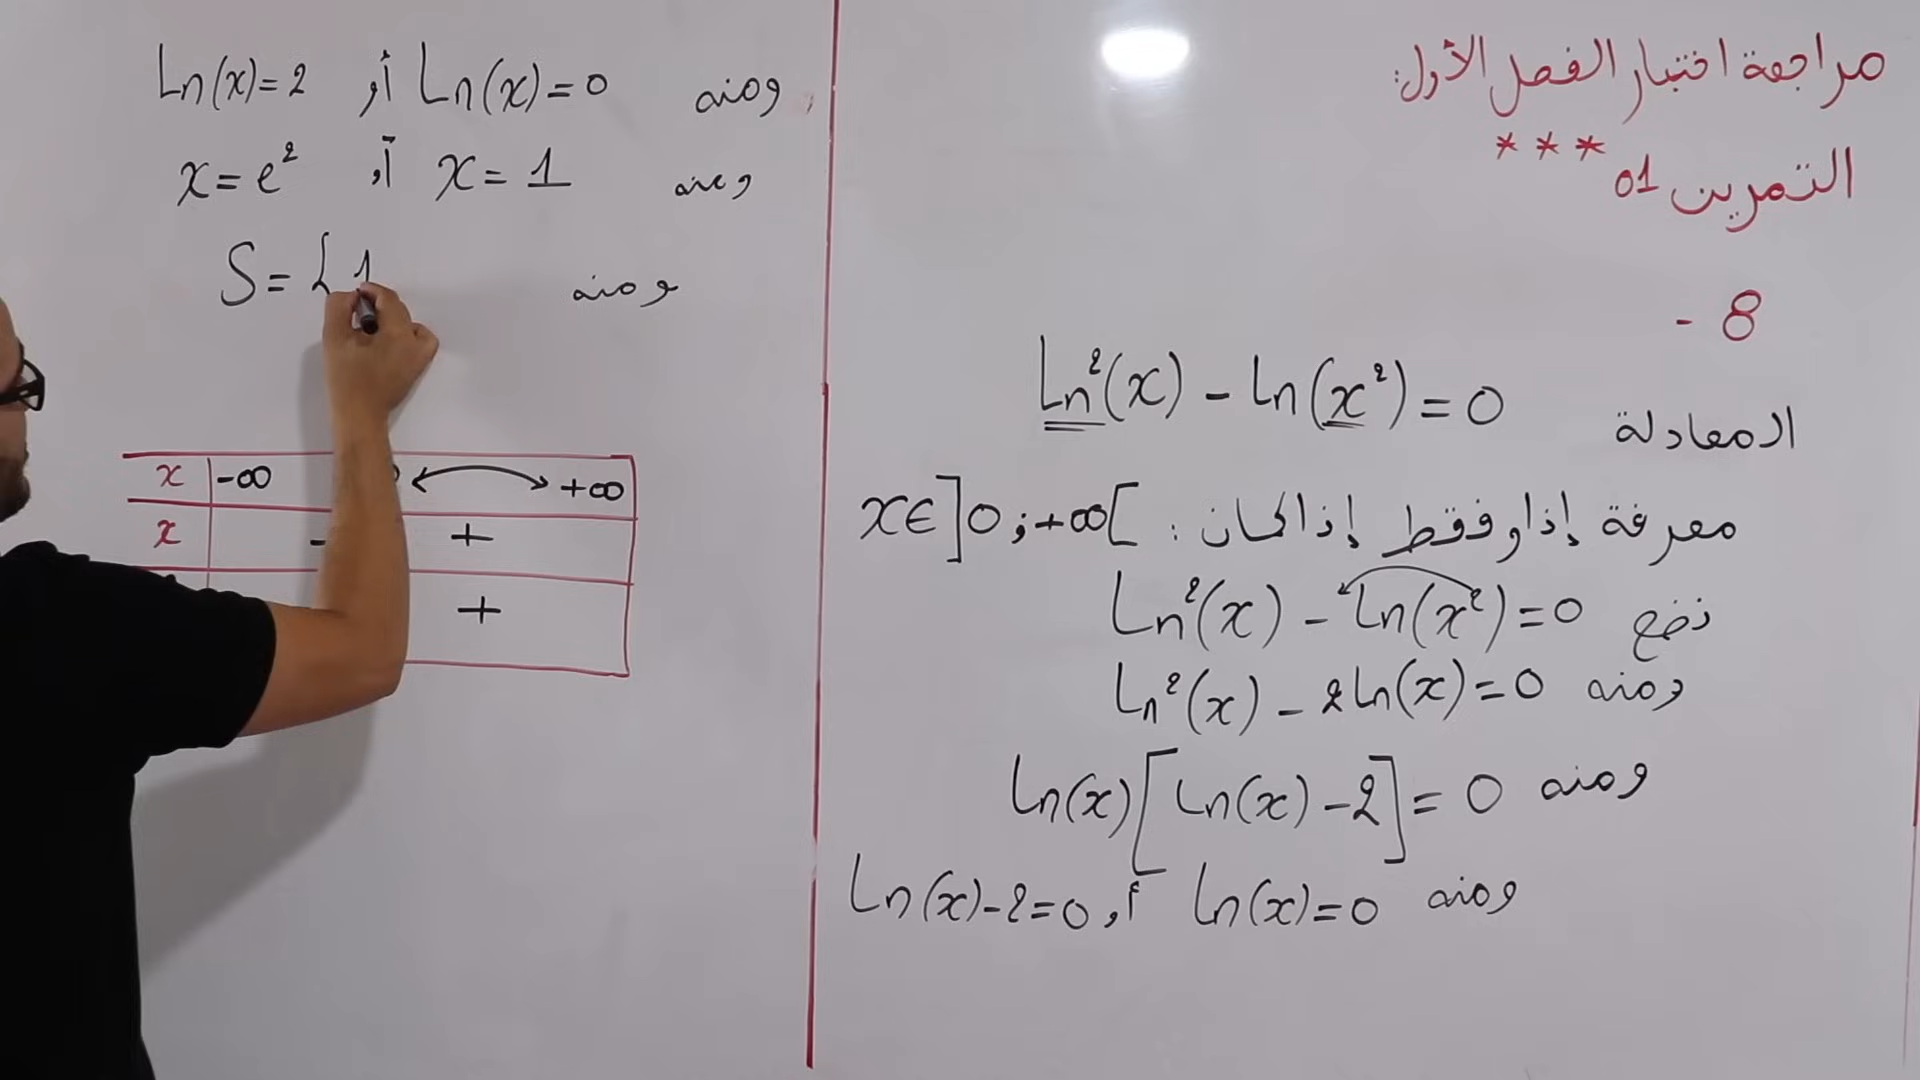 مراجعة اختبار الفصل الأول:
التمرين 01 ***
8 -
المعادلة Ln²(x) - ln(x²) = 0
معرفة إذا وفقط إذا كان : x∈]0;+∞[
نضع Ln²(x) - ²ln(x²) = 0
ومنه Ln²(x) - 2ln(x) = 0
ومنه ln(x)[ln(x) - 2] = 0
ومنه ln(x)=0 أو Ln(x)-2=0
ومنه Ln(x)=0 أو Ln(x)=2
ومنه x=1 أو x=e²
ومنه S={1
x -∞ +∞
x - +
+